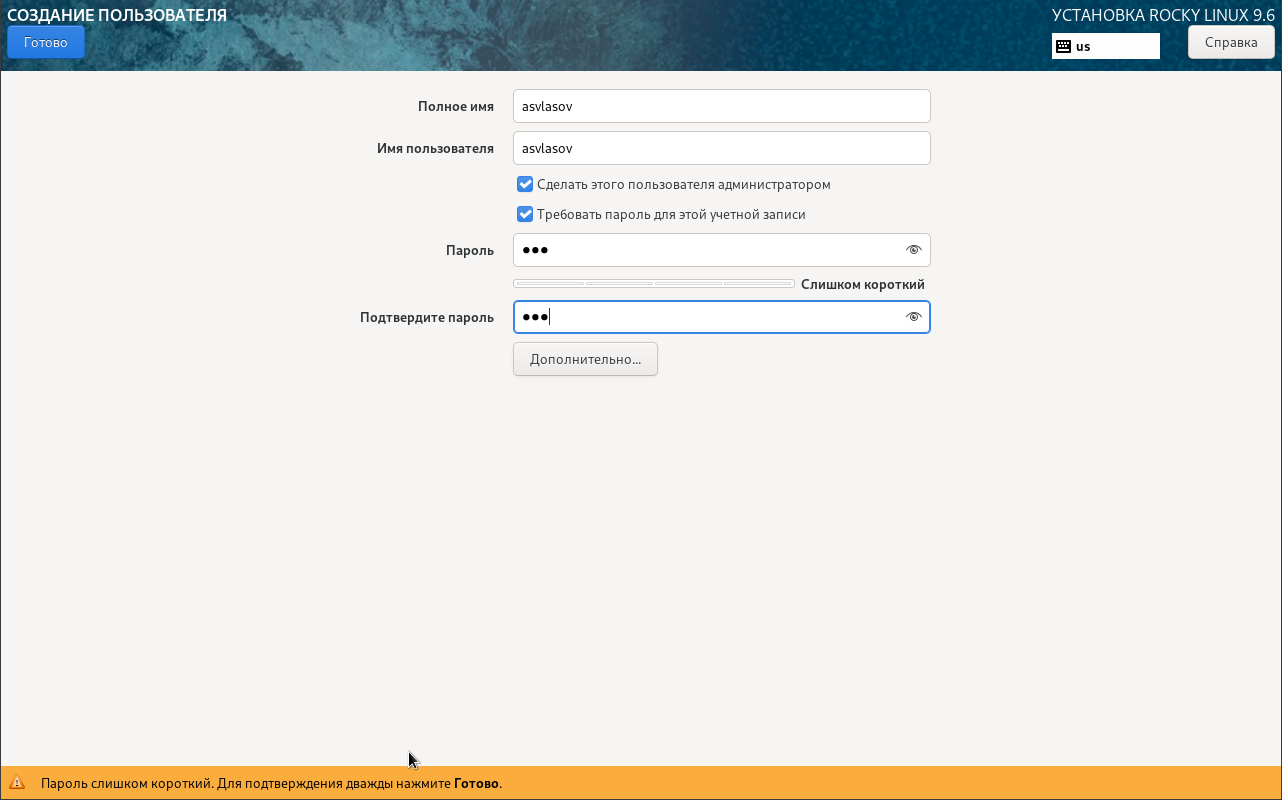 СОЗДАНИЕ ПОЛЬЗОВАТЕЛЯ
УСТАНОВКА ROCKY LINUX 9.6
Готово
us
Справка
Полное имя
asvlasov
Имя пользователя
asvlasov
Сделать этого пользователя администратором
Требовать пароль для этой учетной записи
Пароль
●●●
Слишком короткий
Подтвердите пароль
●●●
Дополнительно...
Пароль слишком короткий. Для подтверждения дважды нажмите Готово.